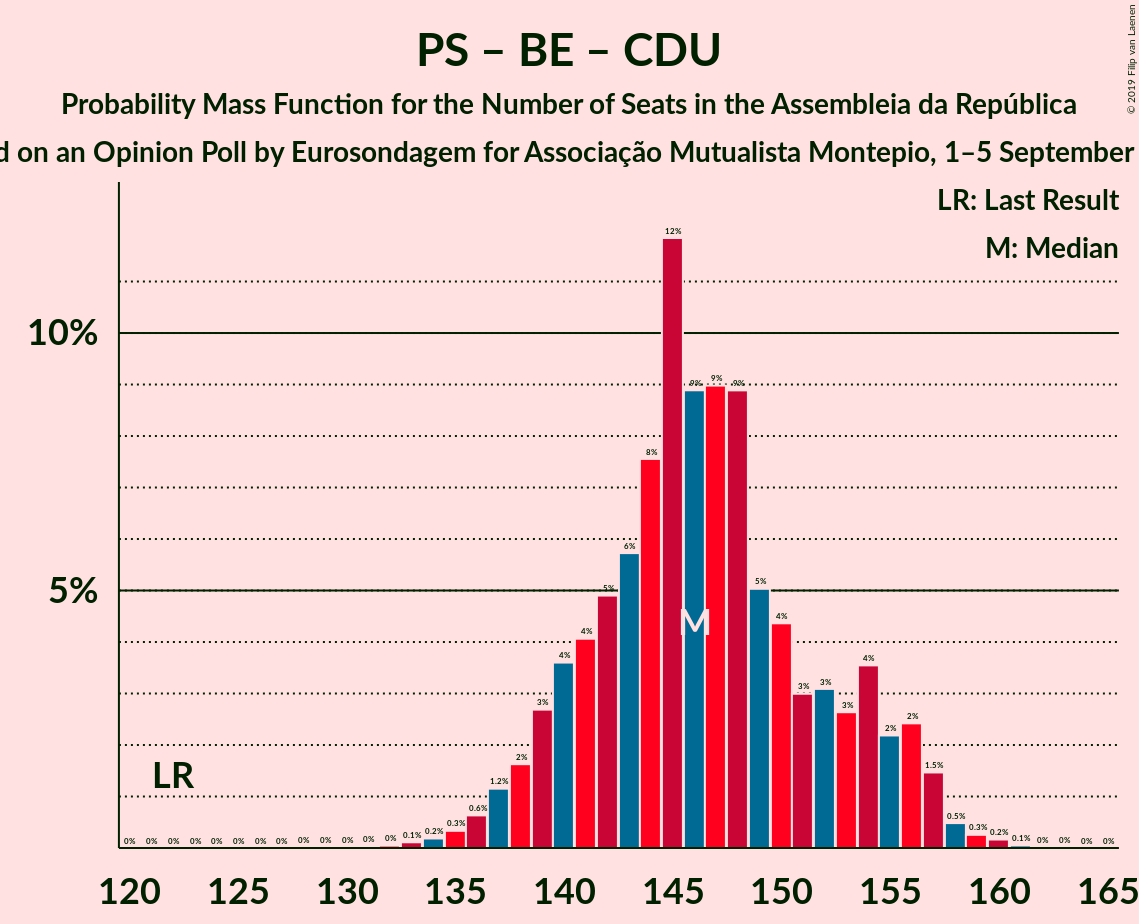 PS – BE – CDU
Probability Mass Function for the Number of Seats in the Assembleia da República
d on an Opinion Poll by Eurosondagem for Associação Mutualista Montepio, 1–5 September
© 2019 Filip van Laenen
LR: Last Result
M: Median
10%
5%
LR
M
0% 0% 0% 0% 0% 0% 0% 0% 0% 0% 0% 0% 0% 0.1% 0.2% 0.3% 0.6% 1.2% 2% 3% 4% 4% 5% 6% 8% 12% 9% 9% 9% 5% 4% 3% 3% 3% 4% 2% 2% 1.5% 0.5% 0.3% 0.2% 0.1% 0% 0% 0% 0%
120 125 130 135 140 145 150 155 160 165